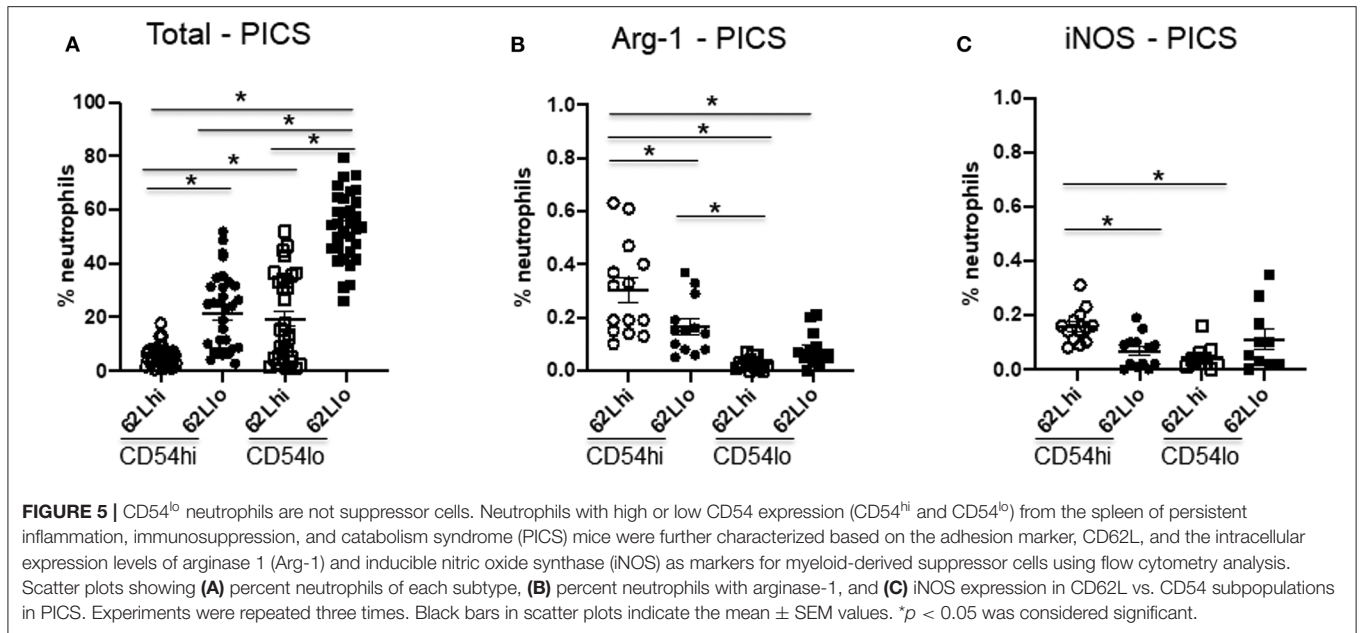 A
Total - PICS
*
*
*
*
*
% neutrophils
100
80
60
40
20
0
62Lhi
62Llo
62Lhi
62Llo
CD54hi
CD54lo
B
Arg-1 - PICS
*
*
*
*
% neutrophils
1.0
0.8
0.6
0.4
0.2
0.0
62Lhi
62Llo
62Lhi
62Llo
CD54hi
CD54lo
C
iNOS - PICS
*
*
% neutrophils
1.0
0.8
0.6
0.4
0.2
0.0
62Lhi
62Llo
62Lhi
62Llo
CD54hi
CD54lo
FIGURE 5 | CD54lo neutrophils are not suppressor cells. Neutrophils with high or low CD54 expression (CD54hi and CD54lo) from the spleen of persistent
inflammation, immunosuppression, and catabolism syndrome (PICS) mice were further characterized based on the adhesion marker, CD62L, and the intracellular
expression levels of arginase 1 (Arg-1) and inducible nitric oxide synthase (iNOS) as markers for myeloid-derived suppressor cells using flow cytometry analysis.
Scatter plots showing (A) percent neutrophils of each subtype, (B) percent neutrophils with arginase-1, and (C) iNOS expression in CD62L vs. CD54 subpopulations
in PICS. Experiments were repeated three times. Black bars in scatter plots indicate the mean ± SEM values. *p < 0.05 was considered significant.